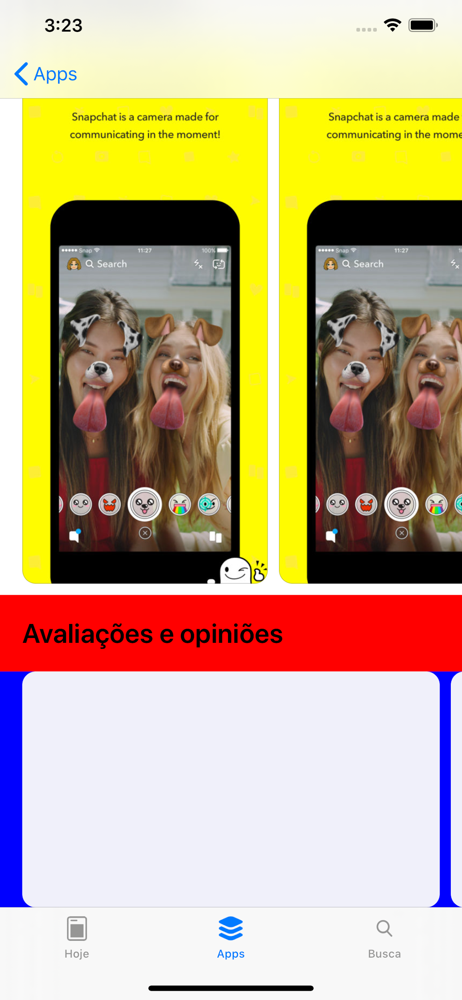 3:23
Apps
Snapchat is a camera made for
communicating in the moment!
Snapchat is a camera made
communicating in the mome
Snap 11:27 100%
Search
Snap 11:27
Search
Avaliações e opiniões
Hoje
Apps
Busca